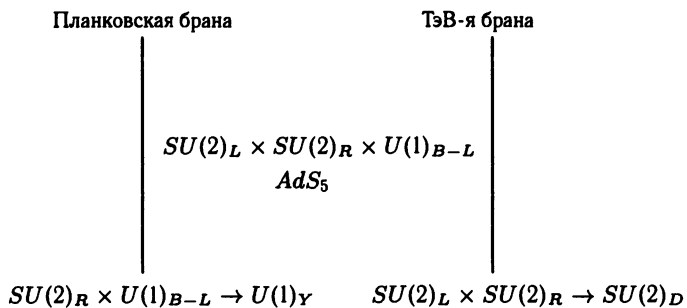 Планковская брана ТэВ-я брана
SU(2)_L × SU(2)_R × U(1)_{B−L}
AdS_5
SU(2)_R × U(1)_{B−L} → U(1)_Y SU(2)_L × SU(2)_R → SU(2)_D